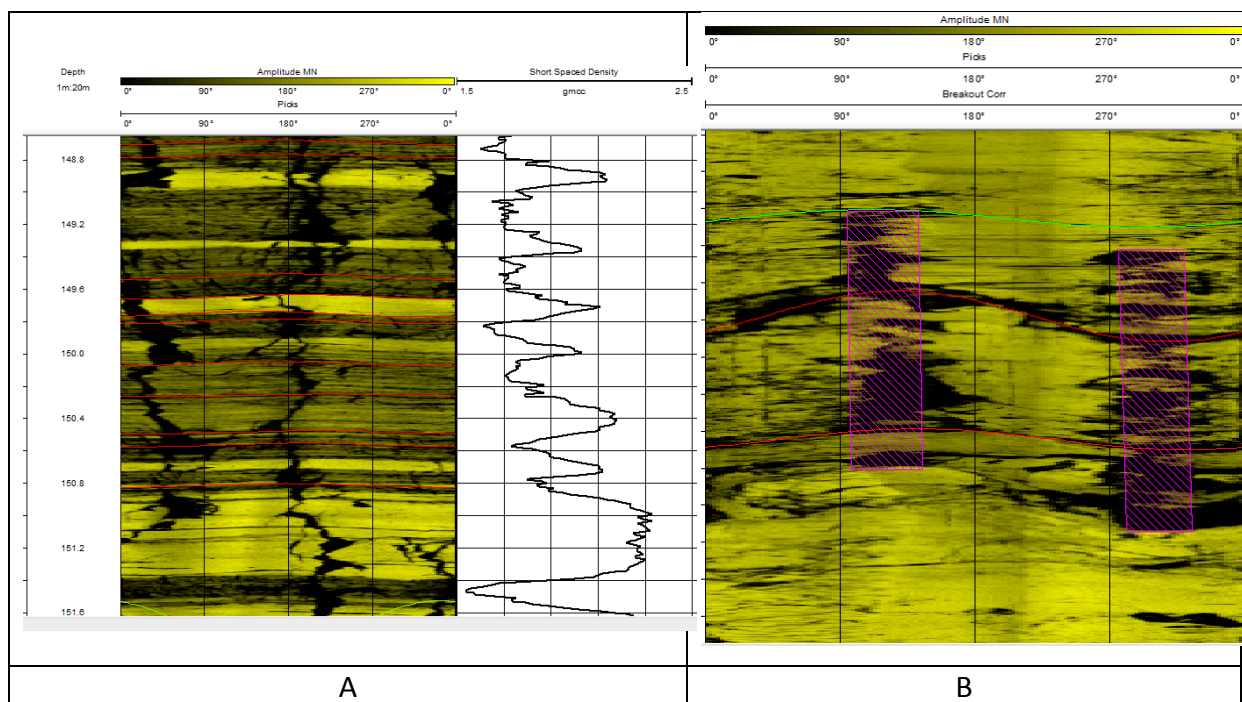 Depth
1m:20m
Amplitude MN
0° 90° 180° 270° 0°
Picks
0° 90° 180° 270° 0°
Short Spaced Density
1.5 gmcc 2.5
148.8
149.2
149.6
150.0
150.4
150.8
151.2
151.6
A
Amplitude MN
0° 90° 180° 270° 0°
Picks
0° 90° 180° 270° 0°
Breakout Corr
0° 90° 180° 270° 0°
B